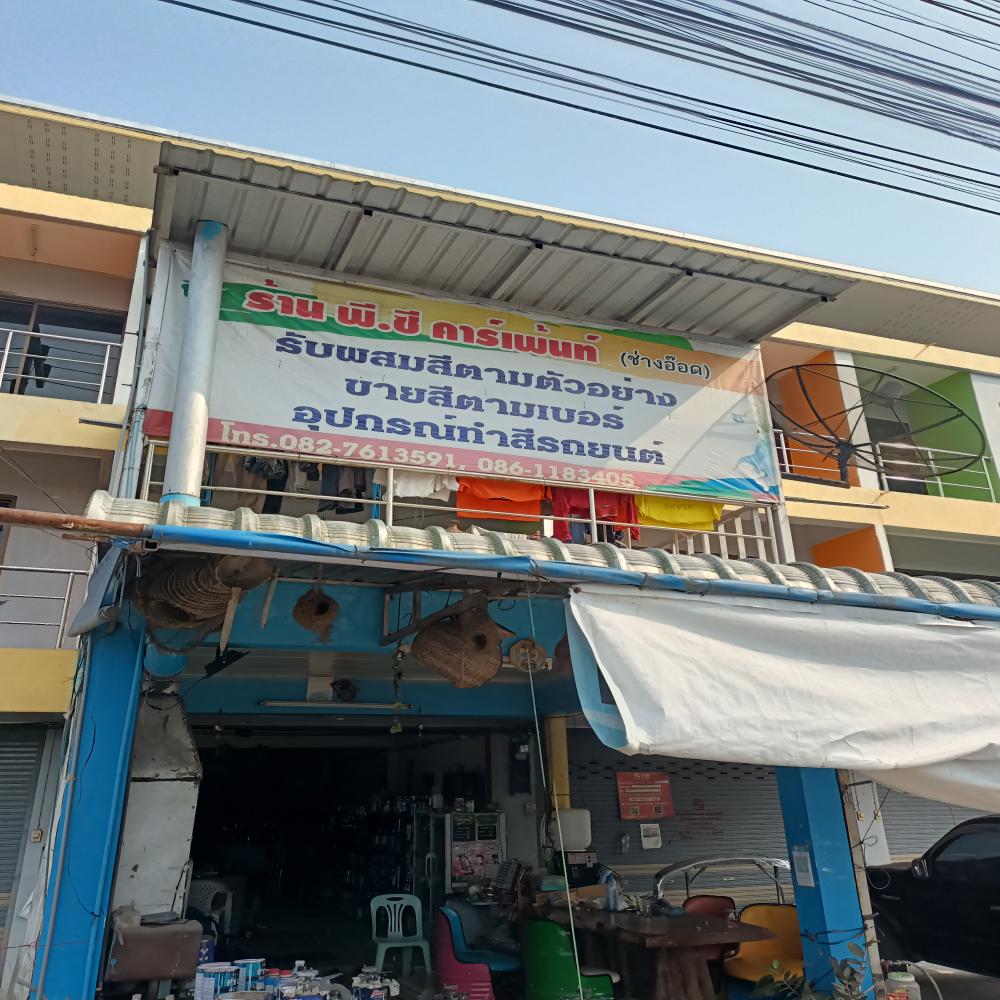 ร้าน พี.ซี คาร์เพ้นท์
(ช่างอ๊อด)
รับผสมสีตามตัวอย่าง
ขายสีตามเบอร์
อุปกรณ์ทำสีรถยนต์
โทร.082-7613591, 086-1183405